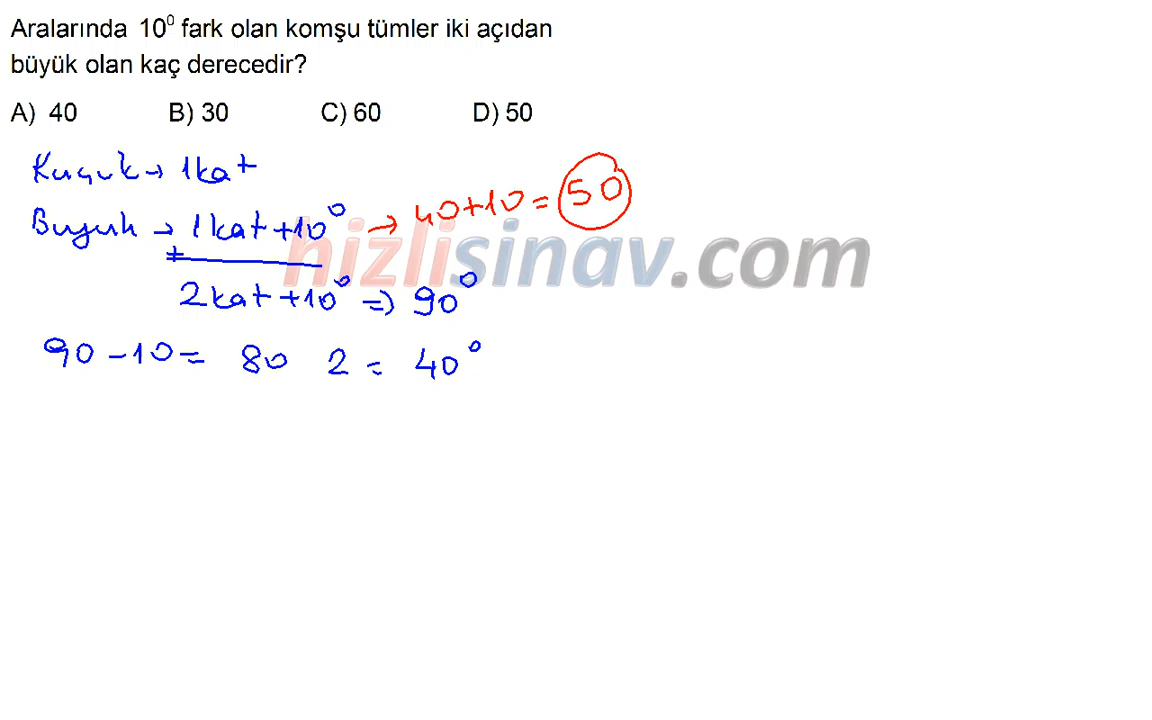 Aralarında 10⁰ fark olan komşu tümler iki açıdan
büyük olan kaç derecedir?
A) 40 B) 30 C) 60 D) 50
Kuçuk → 1kat
Buyuk → 1kat + 10⁰ → 40+10 = 50
+
hizlisinav.com
2kat + 10⁰ => 90⁰
90 - 10 = 80 2 = 40⁰